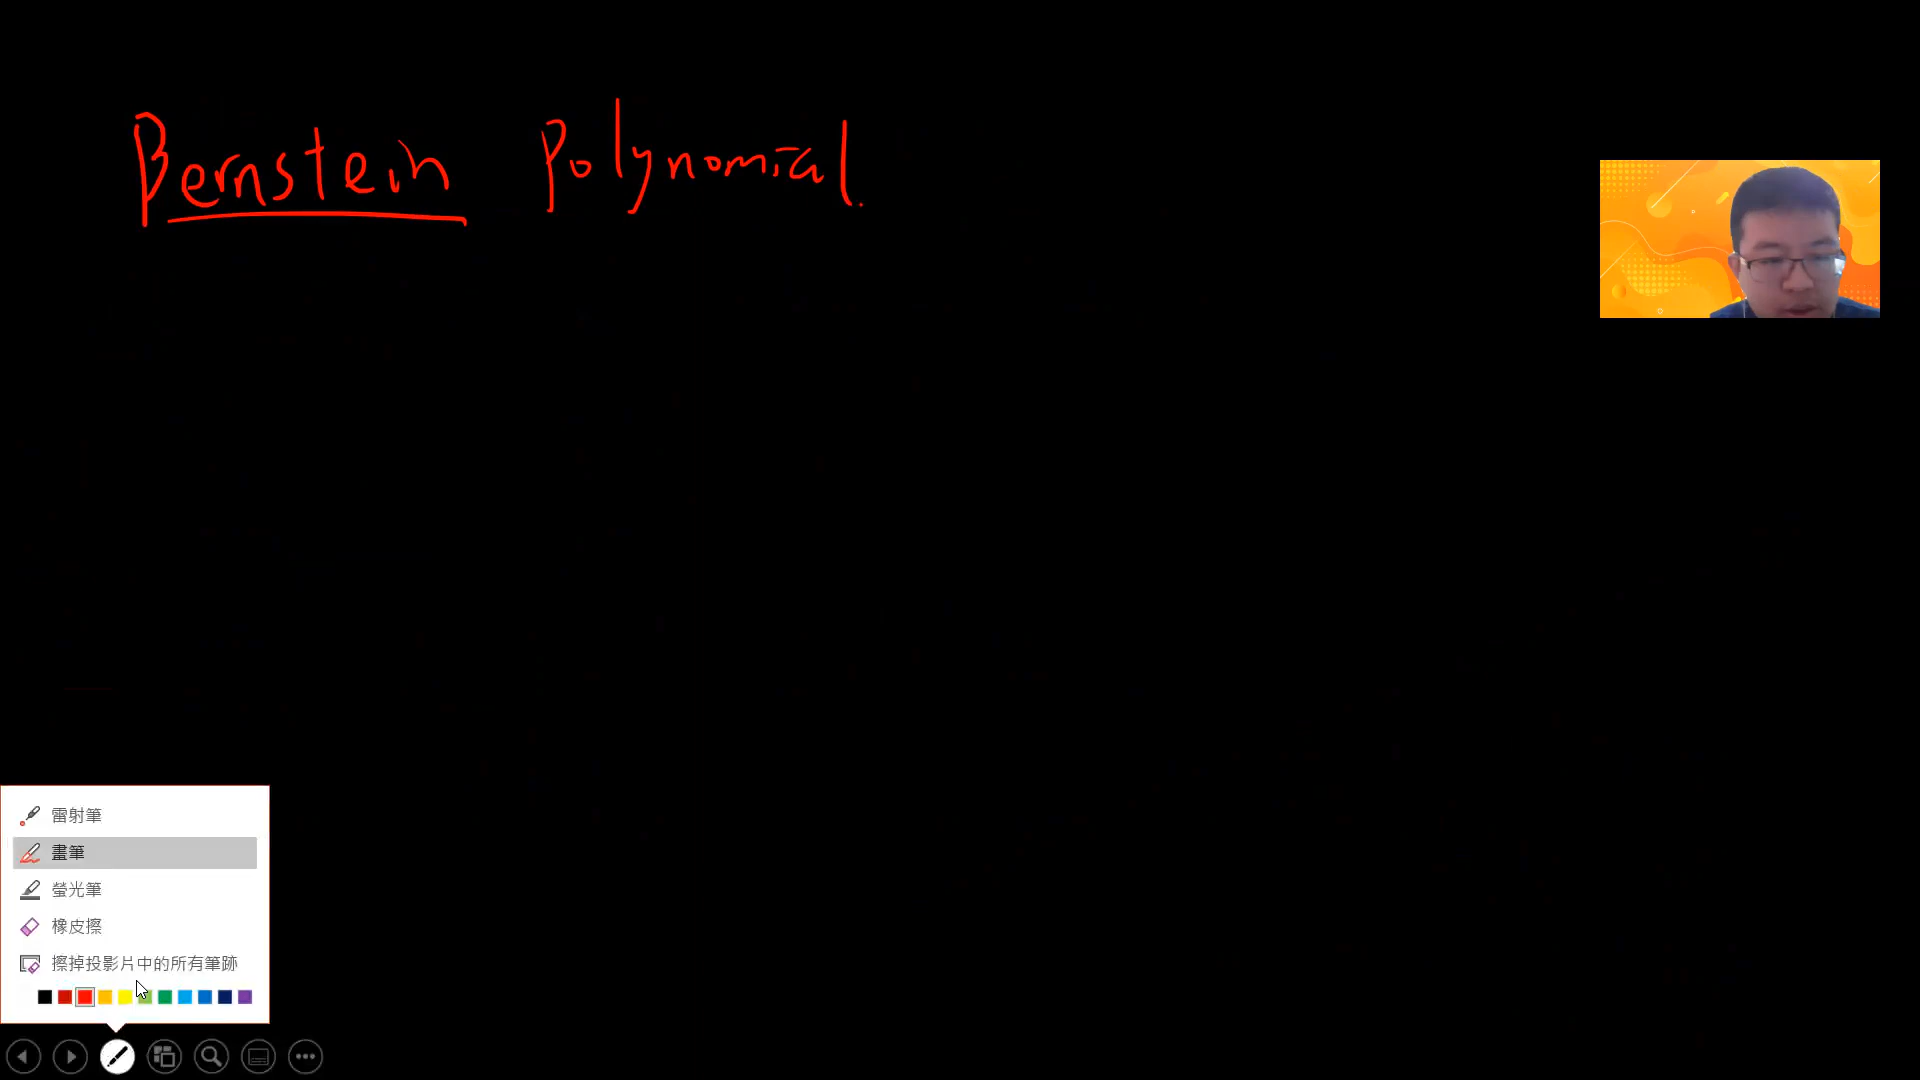 Bernstein Polynomial.
雷射筆
畫筆
螢光筆
橡皮擦
擦掉投影片中的所有筆跡